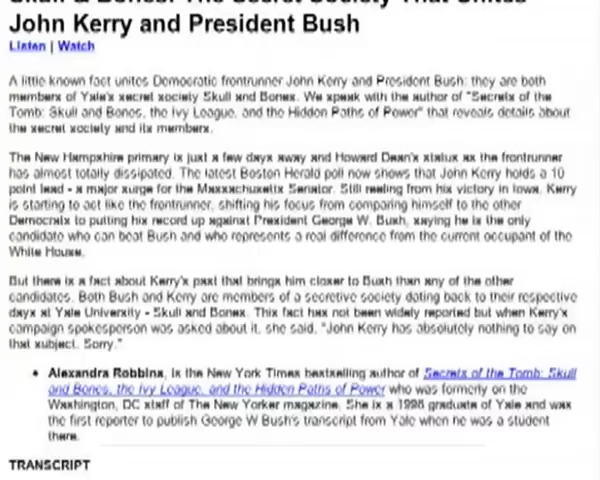 Skull & Bones: The Secret Society That Unites
John Kerry and President Bush
Listen | Watch
A little known fact unites Democratic frontrunner John Kerry and President Bush: they are both
members of Yale's secret society Skull and Bones. We speak with the author of "Secrets of the
Tomb: Skull and Bones, the Ivy League, and the Hidden Paths of Power" that reveals details about
the secret society and its members.
The New Hampshire primary is just a few days away and Howard Dean's status as the frontrunner
has almost totally dissipated. The latest Boston Herald poll now shows that John Kerry holds a 10
point lead - a major surge for the Massachusetts Senator. Still reeling from his victory in Iowa, Kerry
is starting to act like the frontrunner, shifting his focus from comparing himself to the other
Democrats to putting his record up against President George W. Bush, saying he is the only
candidate who can beat Bush and who represents a real difference from the current occupant of the
White House.
But there is a fact about Kerry's past that brings him closer to Bush than any of the other
candidates. Both Bush and Kerry are members of a secretive society dating back to their respective
days at Yale University - Skull and Bones. This fact has not been widely reported but when Kerry's
campaign spokesperson was asked about it, she said, "John Kerry has absolutely nothing to say on
that subject. Sorry."
• Alexandra Robbins, is the New York Times bestselling author of Secrets of the Tomb: Skull
and Bones, the Ivy League, and the Hidden Paths of Power who was formerly on the
Washington, DC staff of The New Yorker magazine. She is a 1998 graduate of Yale and was
the first reporter to publish George W Bush's transcript from Yale when he was a student
there.
TRANSCRIPT